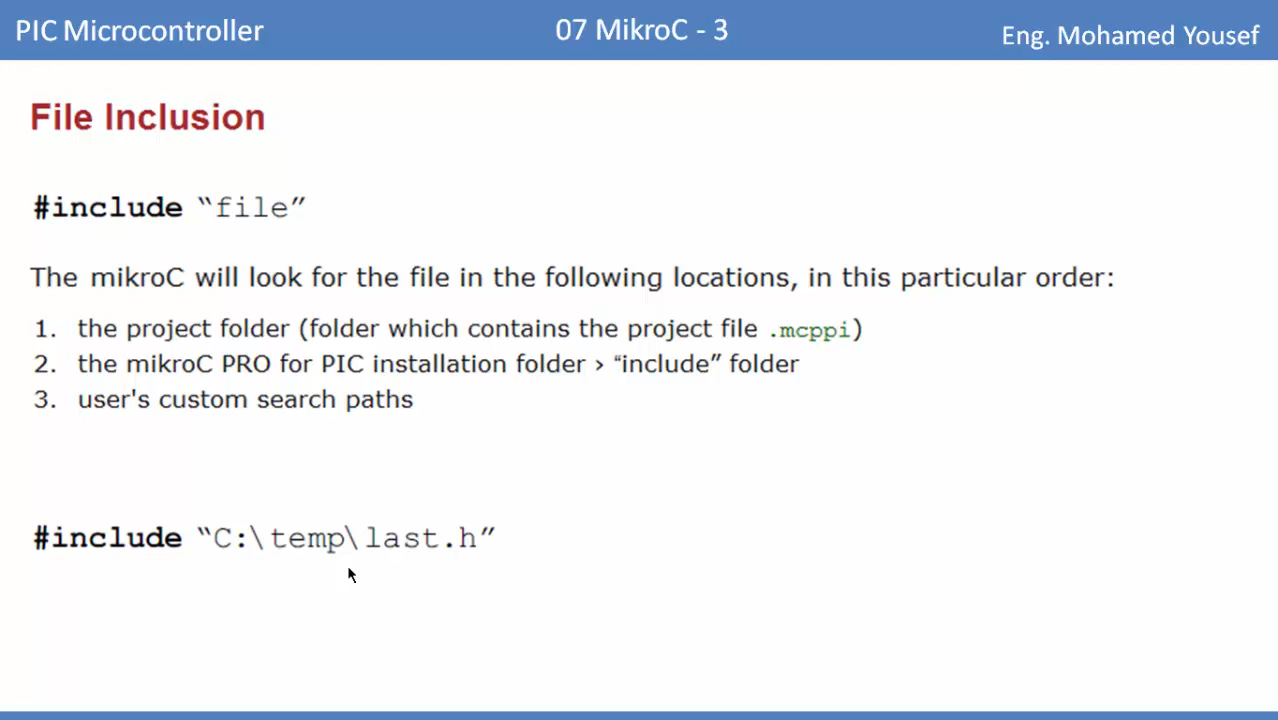 PIC Microcontroller
07 MikroC - 3
Eng. Mohamed Yousef
File Inclusion
#include “file”
The mikroC will look for the file in the following locations, in this particular order:
1. the project folder (folder which contains the project file .mcppi)
2. the mikroC PRO for PIC installation folder › “include” folder
3. user's custom search paths
#include “C:\temp\last.h”